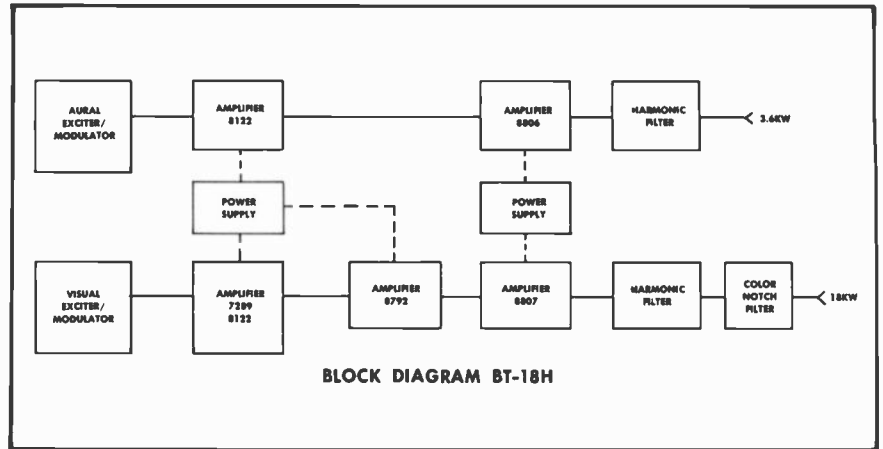 AURAL
EXCITER/
MODULATOR
AMPLIFIER
8122
AMPLIFIER
8806
HARMONIC
FILTER
3.6KW
POWER
SUPPLY
POWER
SUPPLY
VISUAL
EXCITER/
MODULATOR
AMPLIFIER
7289
8122
AMPLIFIER
8792
AMPLIFIER
8807
HARMONIC
FILTER
COLOR
NOTCH
FILTER
18KW
BLOCK DIAGRAM BT-18H